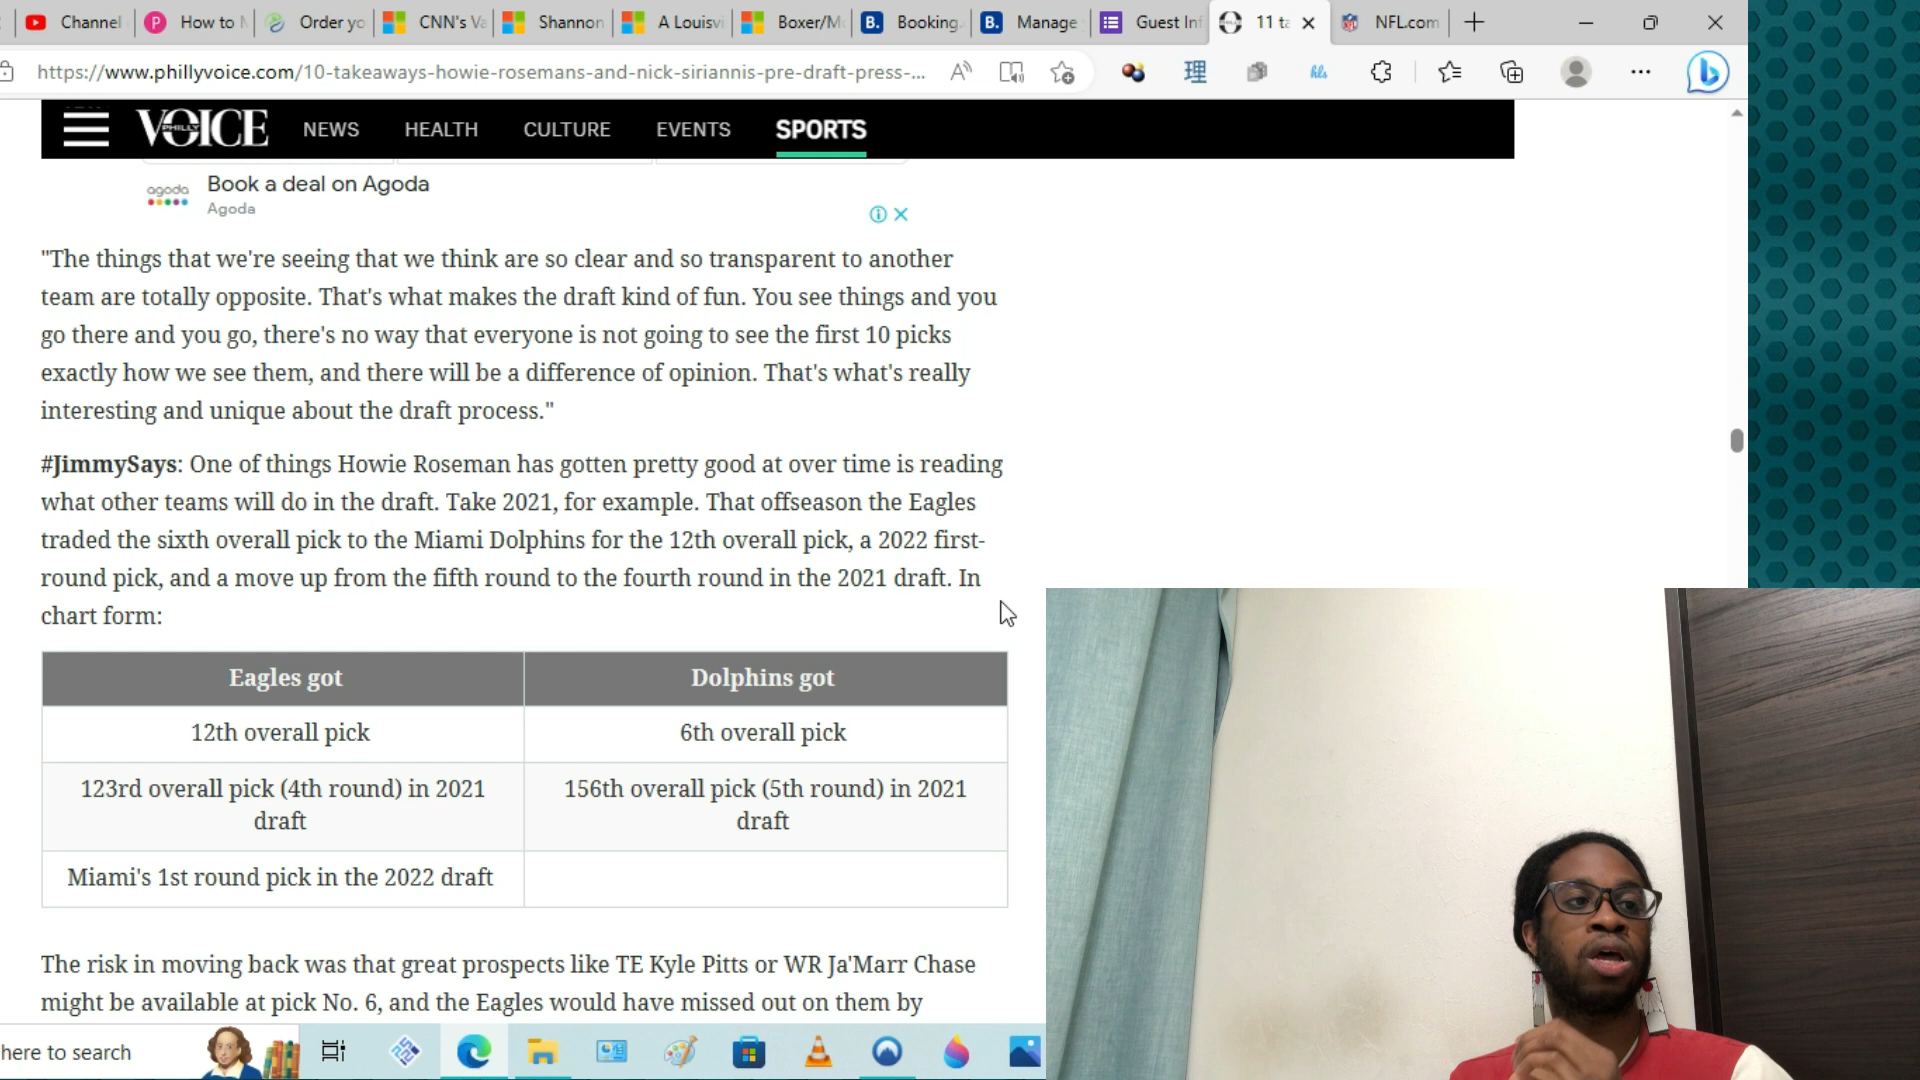 Channel
How to
Order yo
CNN's Va
Shannon
A Louisvi
Boxer/M
B. Booking.
B. Manage
Guest Inf
11 ta
NFL.com
https://www.phillyvoice.com/10-takeaways-howie-rosemans-and-nick-siriannis-pre-draft-press-...
理
hls
PHILLY VOICE
NEWS
HEALTH
CULTURE
EVENTS
SPORTS
agoda
Book a deal on Agoda
Agoda
"The things that we're seeing that we think are so clear and so transparent to another
team are totally opposite. That's what makes the draft kind of fun. You see things and you
go there and you go, there's no way that everyone is not going to see the first 10 picks
exactly how we see them, and there will be a difference of opinion. That's what's really
interesting and unique about the draft process."
#JimmySays: One of things Howie Roseman has gotten pretty good at over time is reading
what other teams will do in the draft. Take 2021, for example. That offseason the Eagles
traded the sixth overall pick to the Miami Dolphins for the 12th overall pick, a 2022 first-
round pick, and a move up from the fifth round to the fourth round in the 2021 draft. In
chart form:
Eagles got
Dolphins got
12th overall pick
6th overall pick
123rd overall pick (4th round) in 2021
draft
156th overall pick (5th round) in 2021
draft
Miami's 1st round pick in the 2022 draft
The risk in moving back was that great prospects like TE Kyle Pitts or WR Ja'Marr Chase
might be available at pick No. 6, and the Eagles would have missed out on them by
here to search